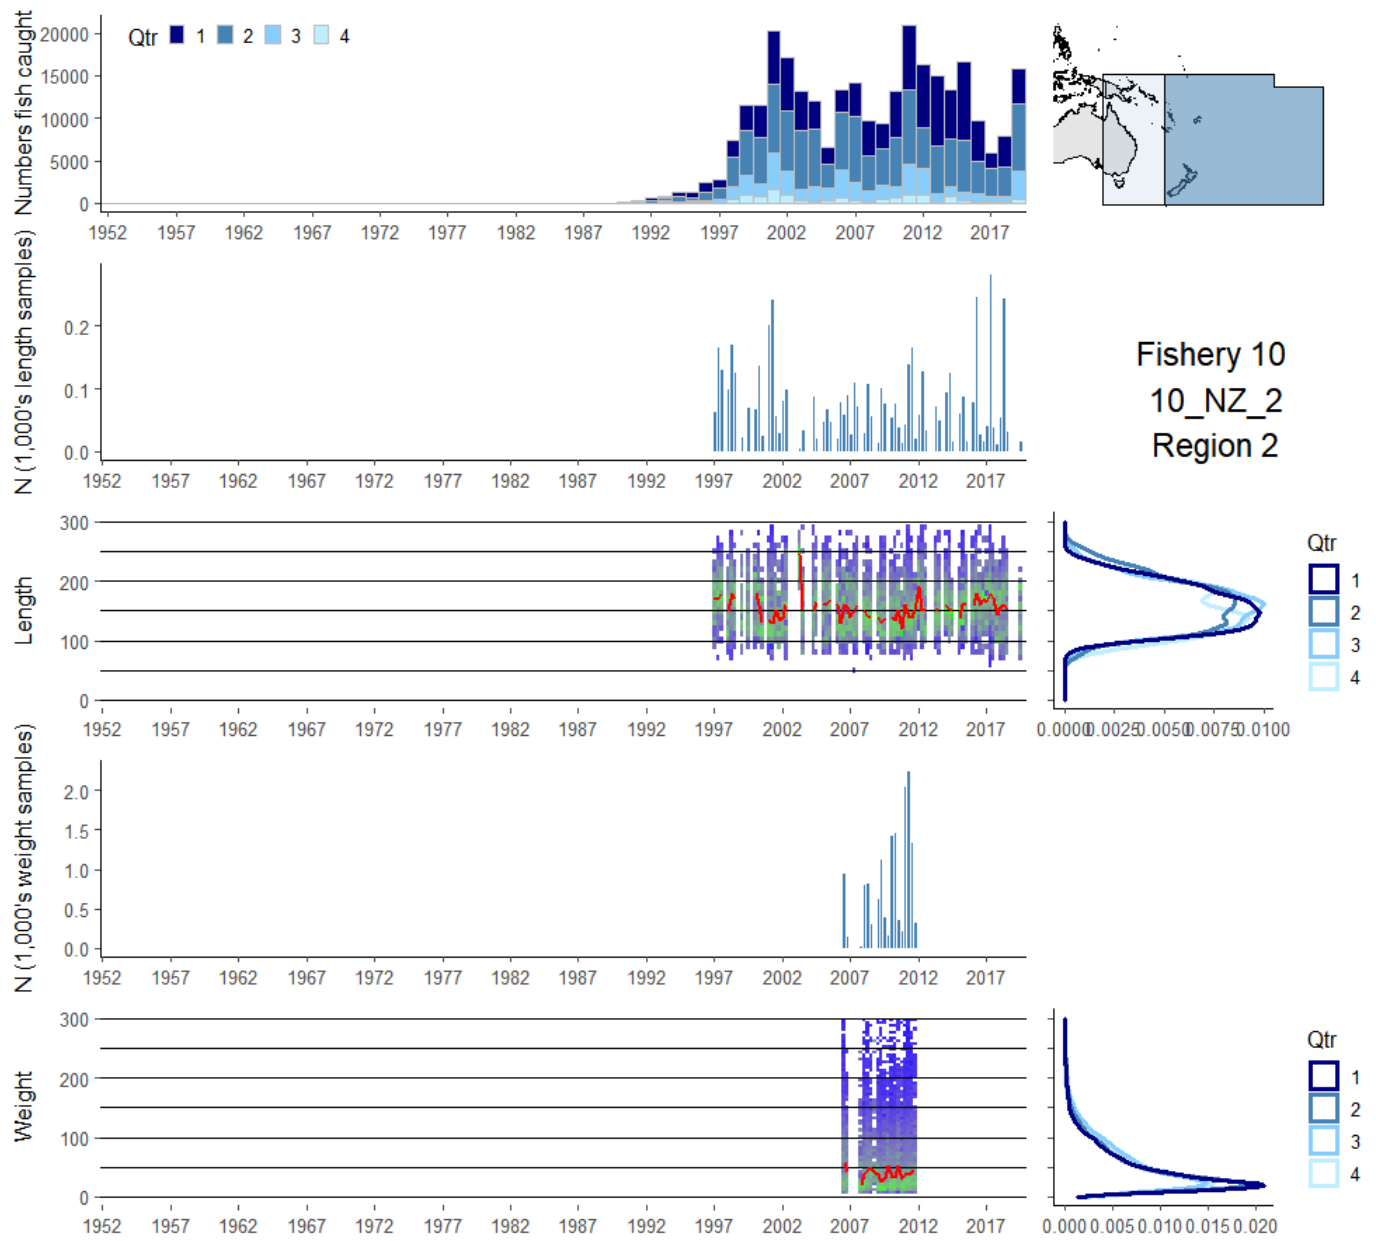 Numbers fish caught
Qtr 1 2 3 4
20000
15000
10000
5000
0
1952 1957 1962 1967 1972 1977 1982 1987 1992 1997 2002 2007 2012 2017
N (1,000's length samples)
0.2
0.1
0.0
1952 1957 1962 1967 1972 1977 1982 1987 1992 1997 2002 2007 2012 2017
Fishery 10
10_NZ_2
Region 2
Length
300
200
100
0
1952 1957 1962 1967 1972 1977 1982 1987 1992 1997 2002 2007 2012 2017
0.0000 0.0025 0.0050 0.0075 0.0100
Qtr
1
2
3
4
N (1,000's weight samples)
2.0
1.5
1.0
0.5
0.0
1952 1957 1962 1967 1972 1977 1982 1987 1992 1997 2002 2007 2012 2017
Weight
300
200
100
0
1952 1957 1962 1967 1972 1977 1982 1987 1992 1997 2002 2007 2012 2017
0.000 0.005 0.010 0.015 0.020
Qtr
1
2
3
4